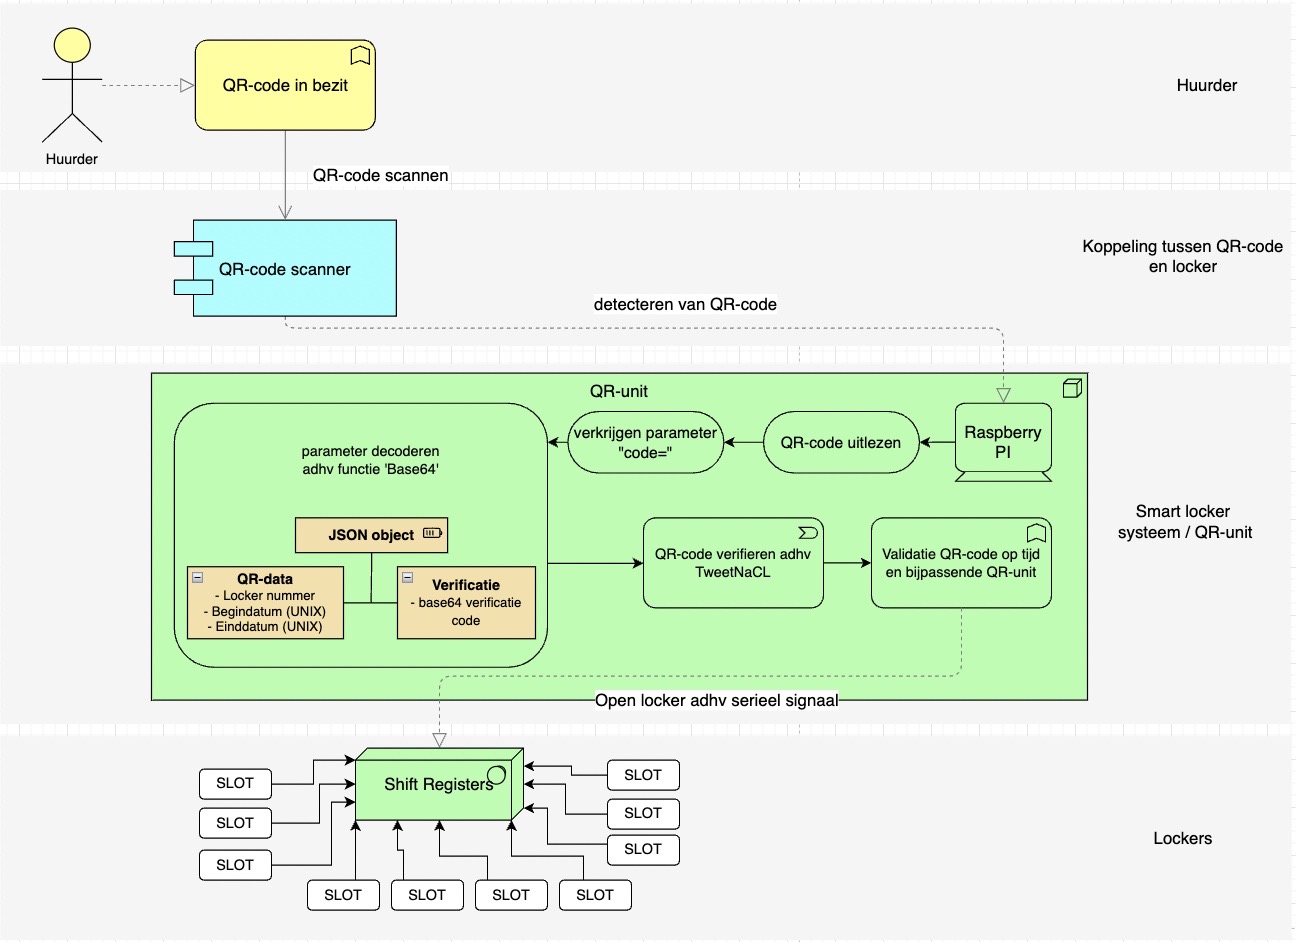 QR-code in bezit
Huurder
Huurder
QR-code scannen
QR-code scanner
Koppeling tussen QR-code
en locker
detecteren van QR-code
QR-unit
parameter decoderen
adhv functie 'Base64'
verkrijgen parameter
"code="
QR-code uitlezen
Raspberry
PI
JSON object
QR-data
- Locker nummer
- Begindatum (UNIX)
- Einddatum (UNIX)
Verificatie
- base64 verificatie
code
QR-code verifieren adhv
TweetNaCL
Validatie QR-code op tijd
en bijpassende QR-unit
Smart locker
systeem / QR-unit
Open locker adhv serieel signaal
Shift Registers
SLOT
SLOT
SLOT
SLOT
SLOT
SLOT
SLOT
SLOT
SLOT
SLOT
Lockers